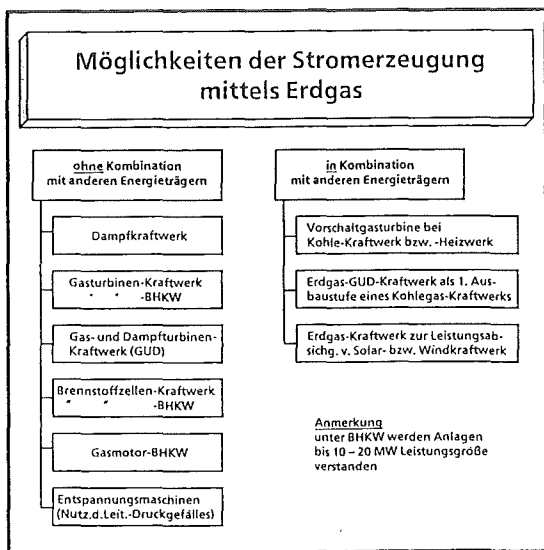 Möglichkeiten der Stromerzeugung
mittels Erdgas
ohne Kombination
mit anderen Energieträgern
Dampfkraftwerk
Gasturbinen-Kraftwerk
" " -BHKW
Gas- und Dampfturbinen-
Kraftwerk (GUD)
Brennstoffzellen-Kraftwerk
" " -BHKW
Gasmotor-BHKW
Entspannungsmaschinen
(Nutz.d.Leit.-Druckgefälles)
in Kombination
mit anderen Energieträgern
Vorschaltgasturbine bei
Kohle-Kraftwerk bzw. -Heizwerk
Erdgas-GUD-Kraftwerk als 1. Aus-
baustufe eines Kohlegas-Kraftwerks
Erdgas-Kraftwerk zur Leistungsab-
sichg. v. Solar- bzw. Windkraftwerk
Anmerkung
unter BHKW werden Anlagen
bis 10 – 20 MW Leistungsgröße
verstanden